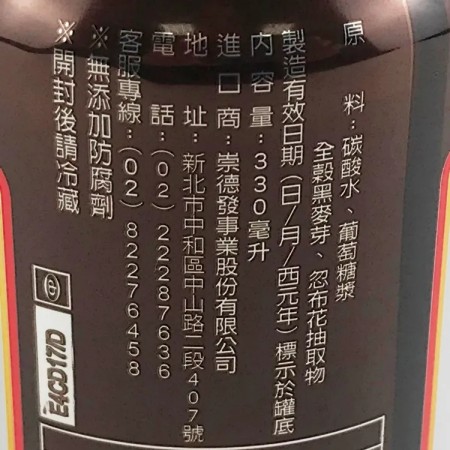 原　　料：碳酸水、葡萄糖漿
全穀黑麥芽、忽布花抽取物
製造有效日期（日/月/西元年）標示於罐底
內容量：330毫升
進口商：崇德發事業股份有限公司
地　　址：新北市中和區中山路二段407號
電　　話：(02) 22287636
客服專線：(02) 82276458
※無添加防腐劑
※開封後請冷藏
E4CD17ID